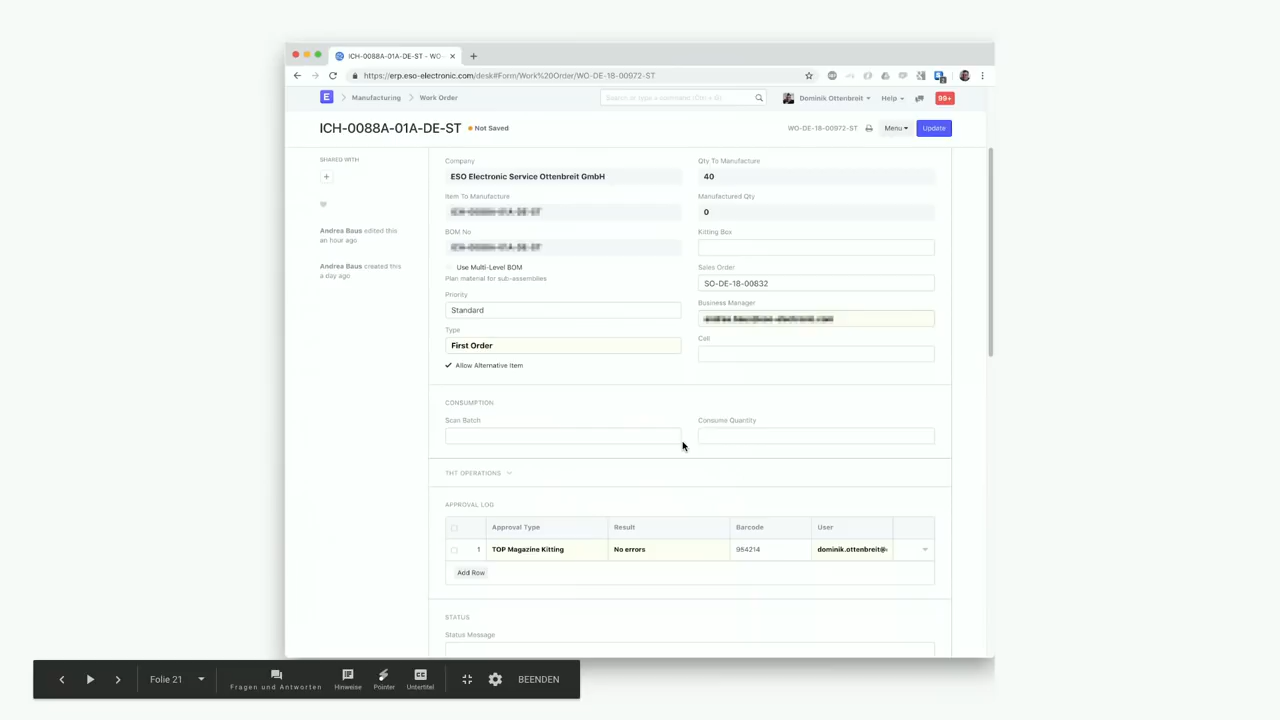 ICH-0088A-01A-DE-ST - WO-
https://erp.eso-electronic.com/desk#Form/Work%20Order/WO-DE-18-00972-ST
E Manufacturing Work Order Search or type a command (Ctrl + G) Dominik Ottenbreit Help 99+
ICH-0088A-01A-DE-ST Not Saved WO-DE-18-00972-ST Menu Update
SHARED WITH
+
Andrea Baus edited this
an hour ago
Andrea Baus created this
a day ago
Company
ESO Electronic Service Ottenbreit GmbH
Item To Manufacture
BOM No
Use Multi-Level BOM
Plan material for sub-assemblies
Priority
Standard
Type
First Order
Allow Alternative Item
Qty To Manufacture
40
Manufactured Qty
0
Kitting Box
Sales Order
SO-DE-18-00832
Business Manager
Cell
CONSUMPTION
Scan Batch Consume Quantity
THT OPERATIONS
APPROVAL LOG
Approval Type Result Barcode User
1 TOP Magazine Kitting No errors 984214 dominik.ottenbreit@
Add Row
STATUS
Status Message
Folie 21 Fragen und Antworten Hinweise Pointer Untertitel BEENDEN